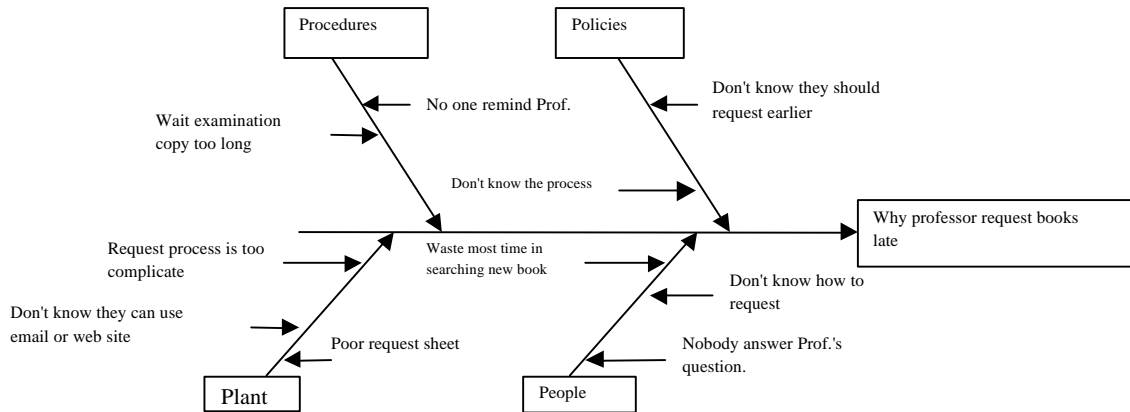 Procedures
Policies
No one remind Prof.
Don't know they should
request earlier
Wait examination
copy too long
Don't know the process
Why professor request books
late
Request process is too
complicate
Waste most time in
searching new book
Don't know how to
request
Don't know they can use
email or web site
Poor request sheet
Nobody answer Prof.'s
question.
Plant
People